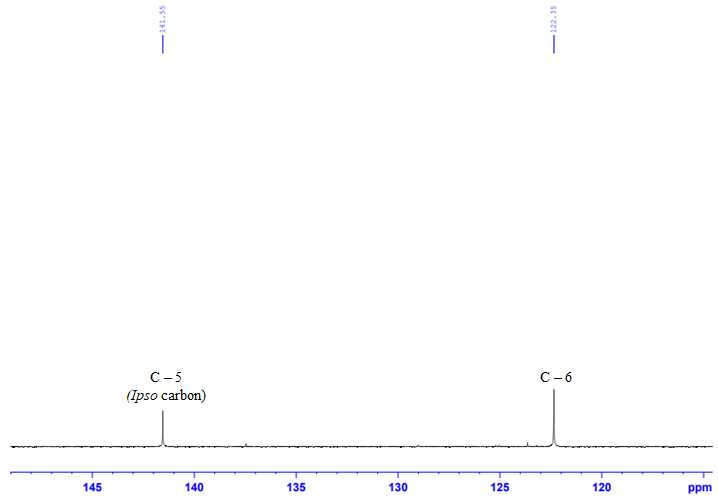 141.55
122.35
C – 5
(Ipso carbon)
C – 6
145 140 135 130 125 120 ppm